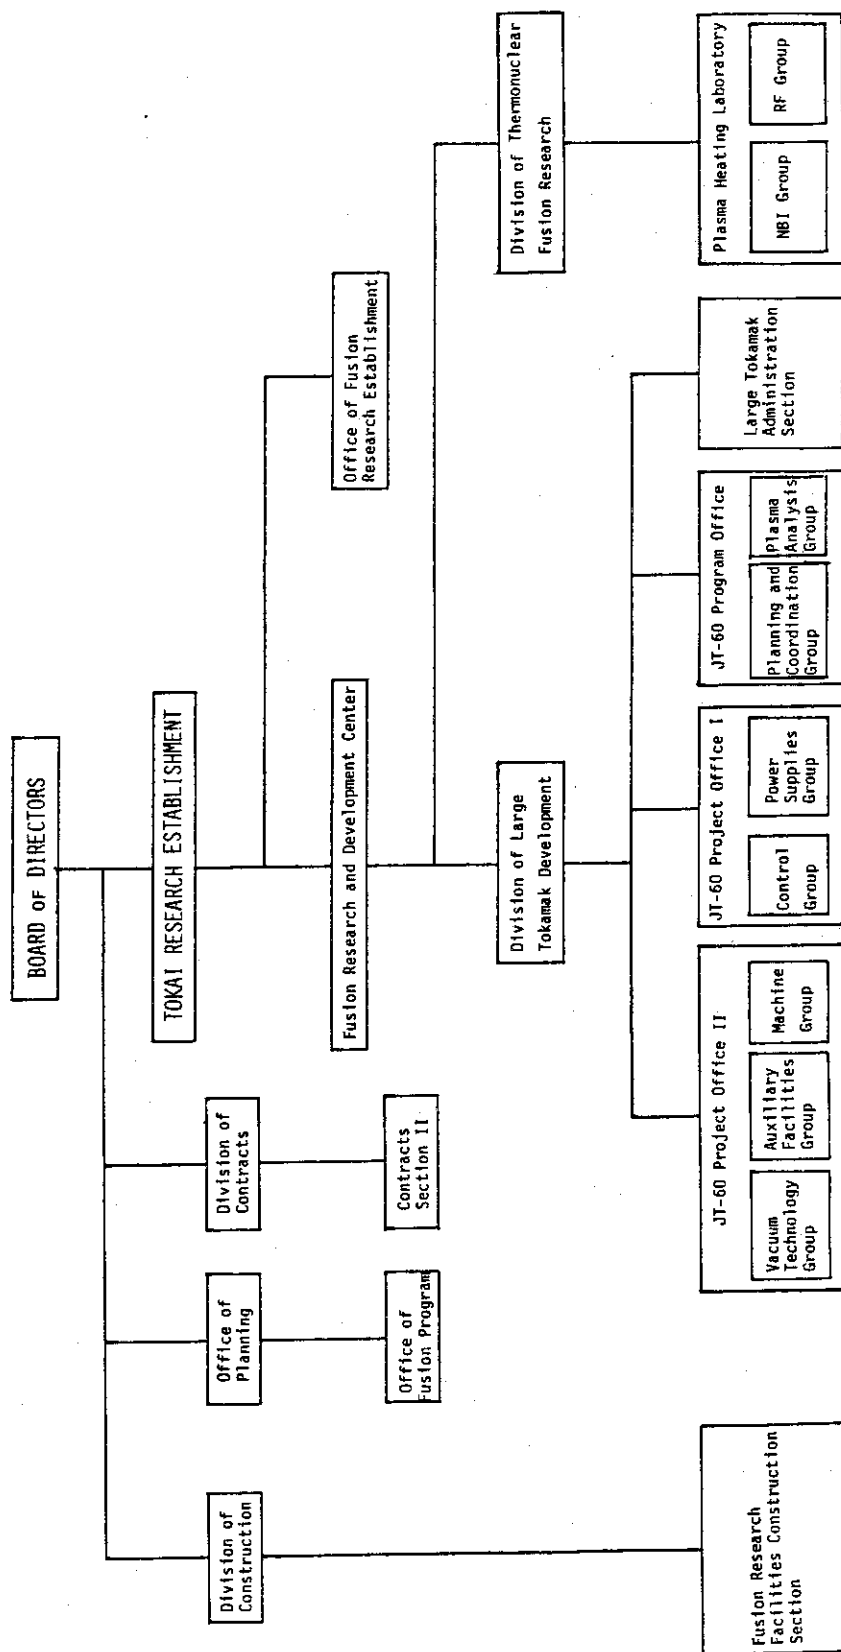 BOARD OF DIRECTORS
TOKAI RESEARCH ESTABLISHMENT
Division of
Construction
Office of
Planning
Division of
Contracts
Office of
Fusion Program
Contracts
Section II
Fusion Research and Development Center
Office of Fusion
Research Establishment
Division of Large
Tokamak Development
Division of Thermonuclear
Fusion Research
Fusion Research
Facilities Construction
Section
JT-60 Project Office II
Vacuum
Technology
Group
Auxiliary
Facilities
Group
Machine
Group
JT-60 Project Office I
Control
Group
Power
Supplies
Group
JT-60 Program Office
Planning and
Coordination
Group
Plasma
Analysis
Group
Large Tokamak
Administration
Section
Plasma Heating Laboratory
NBI Group
RF Group